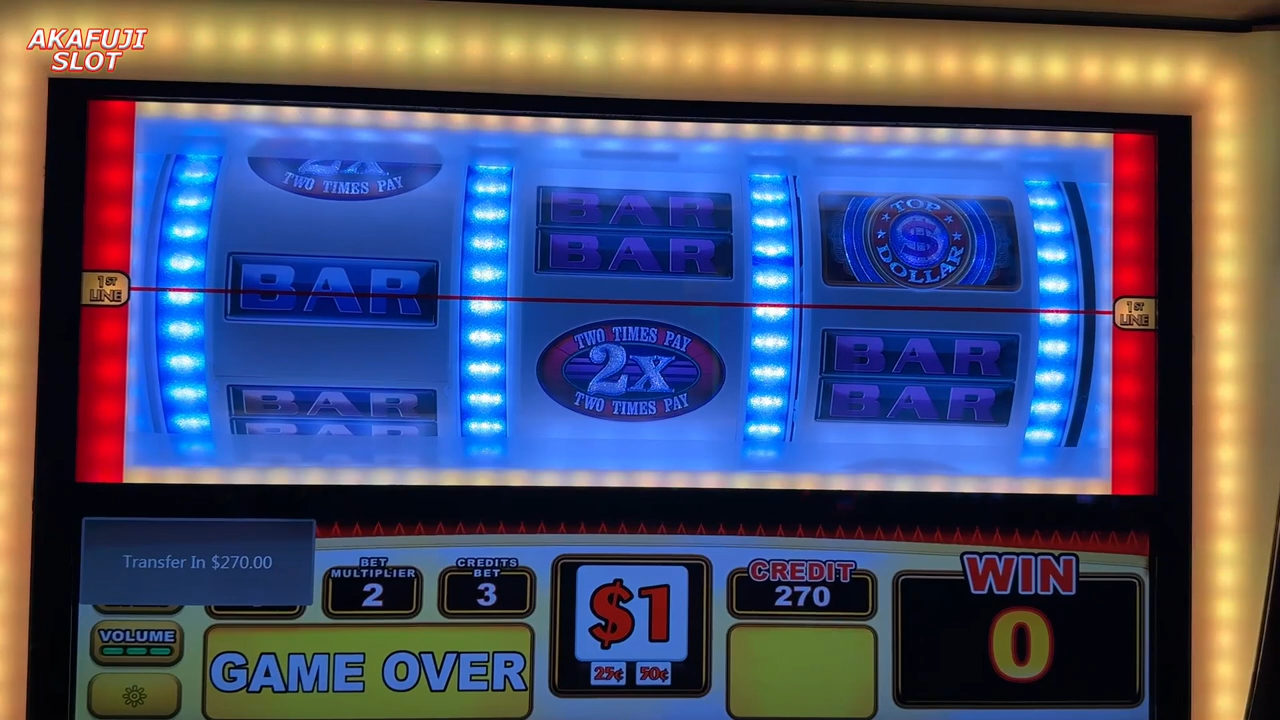 AKAFUJI
SLOT
2X
TWO TIMES PAY
BAR
BAR
TOP
$
DOLLAR
1ST
LINE
BAR
1ST
LINE
TWO TIMES PAY
2X
TWO TIMES PAY
BAR
BAR
BAR
BAR
Transfer In $270.00
BET
MULTIPLIER
2
CREDITS
BET
3
$1
25¢ 50¢
CREDIT
270
WIN
0
VOLUME
GAME OVER